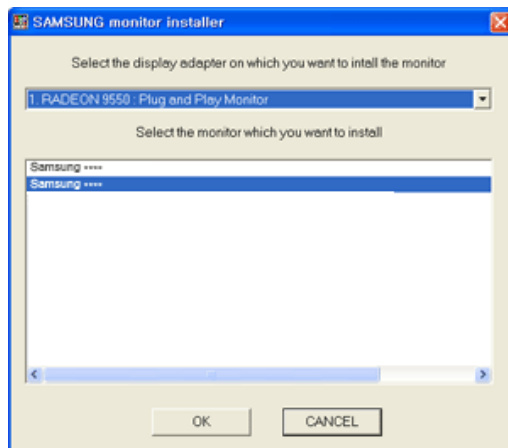 SAMSUNG monitor installer
Select the display adapter on which you want to intall the monitor
1. RADEON 9550 : Plug and Play Monitor
Select the monitor which you want to install
Samsung ----
Samsung ----
OK
CANCEL